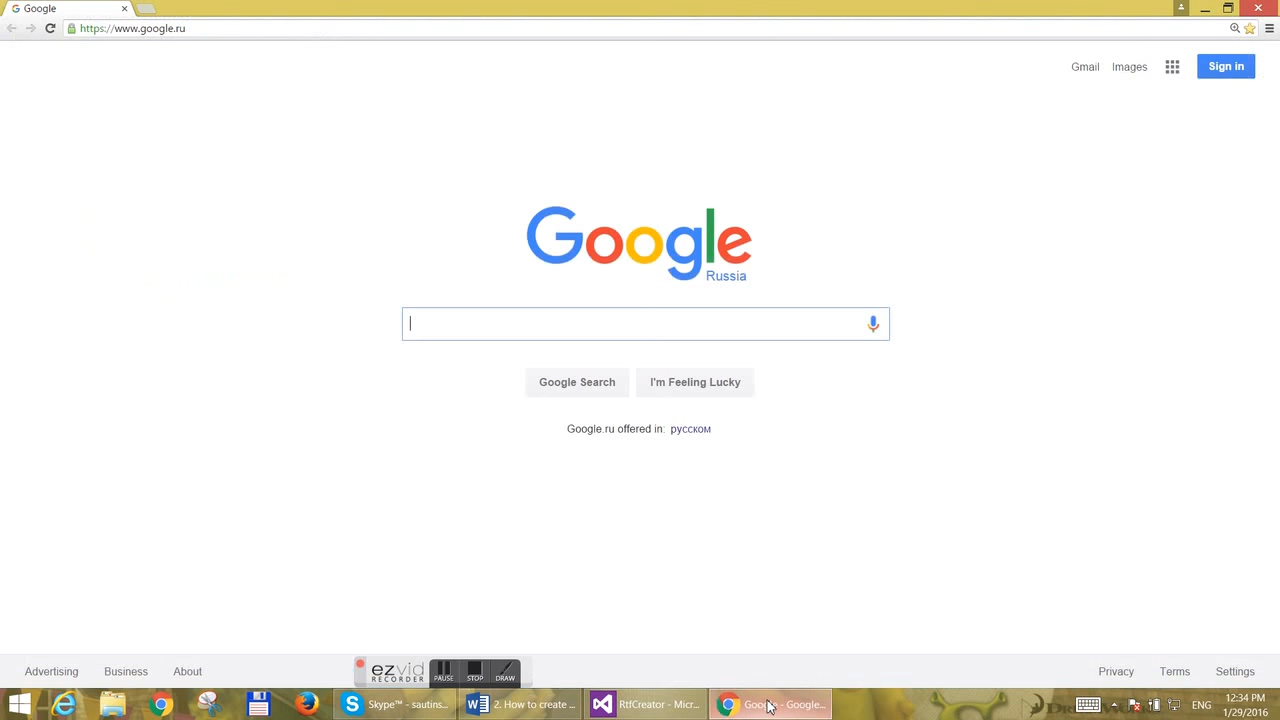 Google
https://www.google.ru
Gmail Images Sign in
Google
Russia
Google Search I'm Feeling Lucky
Google.ru offered in: русском
Advertising Business About
ezvid
RECORDER
PAUSE STOP DRAW
Privacy Terms Settings
Skype™ - sautins...
2. How to create ...
RtfCreator - Micr...
Google - Google...
ENG
12:34 PM
1/29/2016